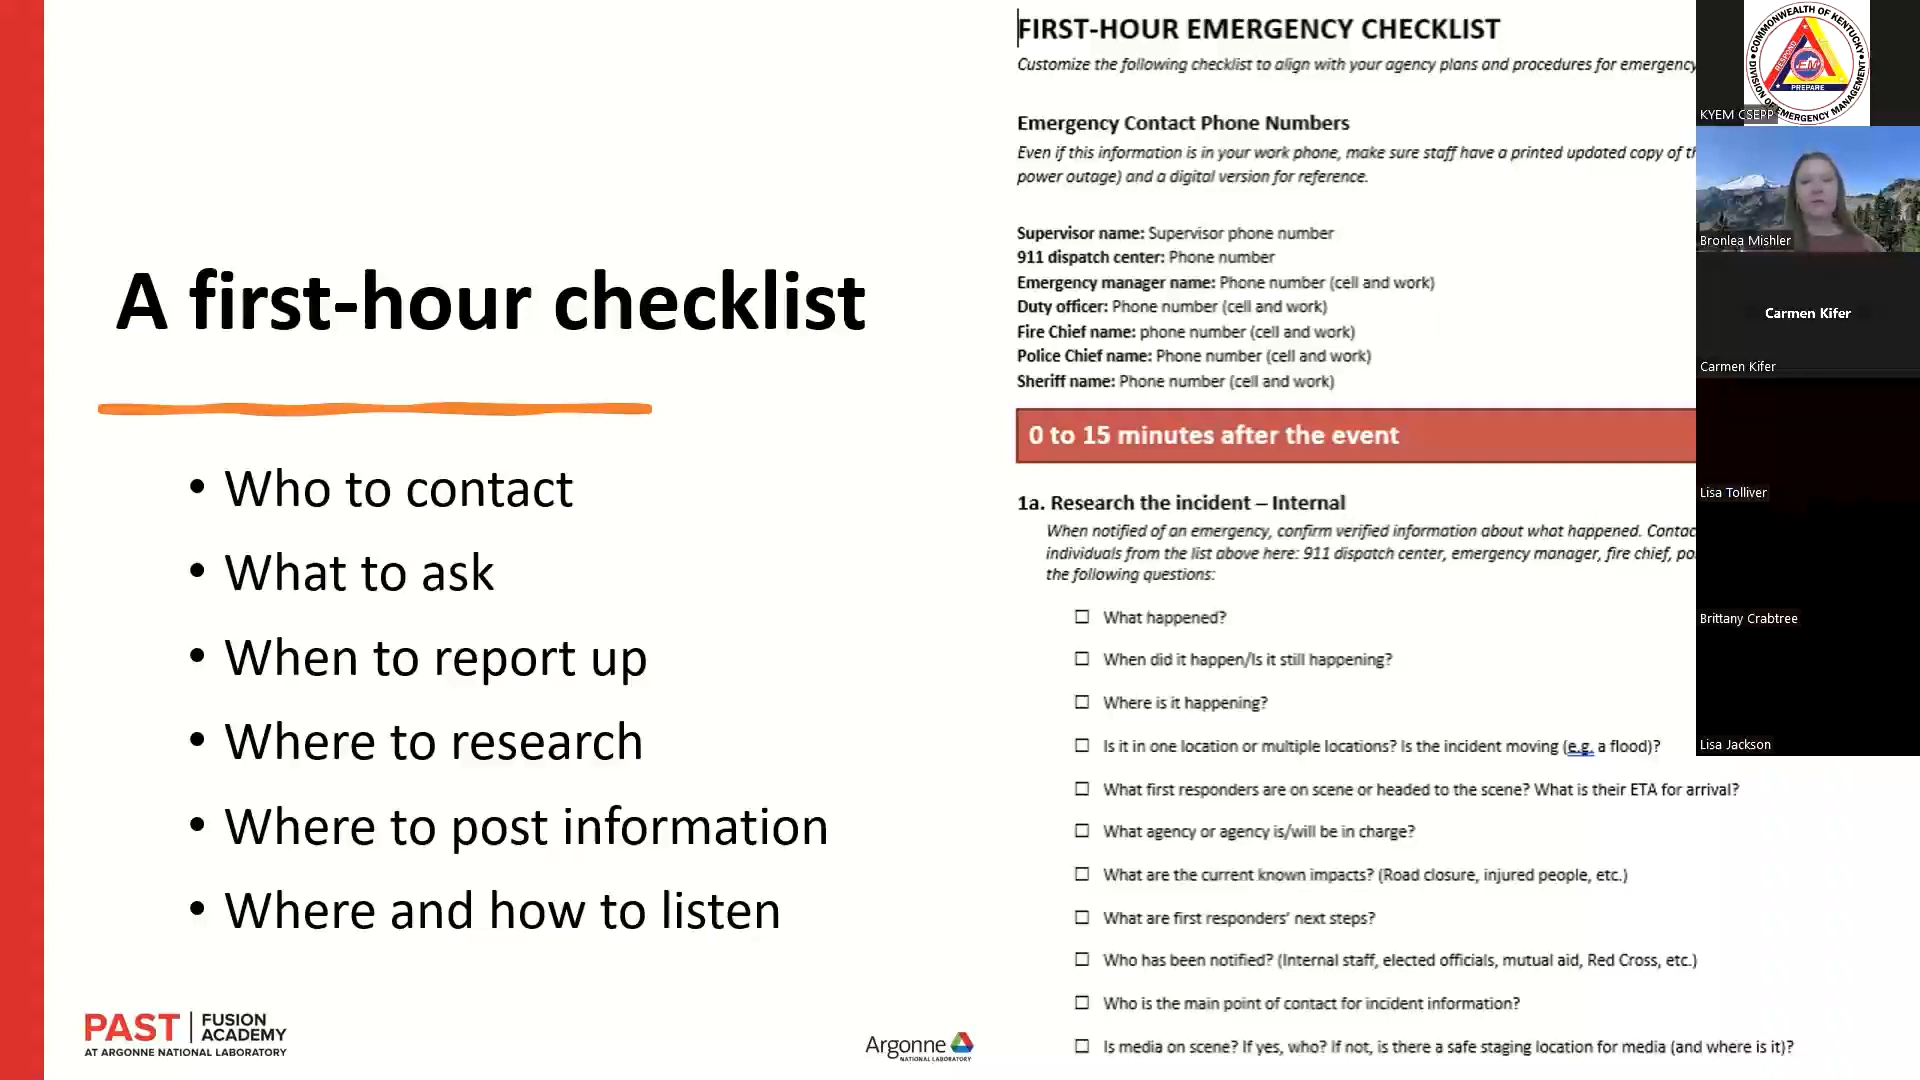 A first-hour checklist
• Who to contact
• What to ask
• When to report up
• Where to research
• Where to post information
• Where and how to listen
PAST | FUSION ACADEMY
AT ARGONNE NATIONAL LABORATORY
Argonne
NATIONAL LABORATORY
FIRST-HOUR EMERGENCY CHECKLIST
Customize the following checklist to align with your agency plans and procedures for emergency
Emergency Contact Phone Numbers
Even if this information is in your work phone, make sure staff have a printed updated copy of
power outage) and a digital version for reference.
Supervisor name: Supervisor phone number
911 dispatch center: Phone number
Emergency manager name: Phone number (cell and work)
Duty officer: Phone number (cell and work)
Fire Chief name: phone number (cell and work)
Police Chief name: Phone number (cell and work)
Sheriff name: Phone number (cell and work)
0 to 15 minutes after the event
1a. Research the incident – Internal
When notified of an emergency, confirm verified information about what happened.
individuals from the list above here: 911 dispatch center, emergency manager, fire chief,
the following questions:
☐ What happened?
☐ When did it happen/Is it still happening?
☐ Where is it happening?
☐ Is it in one location or multiple locations? Is the incident moving (e.g. a flood)?
☐ What first responders are on scene or headed to the scene? What is their ETA for arrival?
☐ What agency or agency is/will be in charge?
☐ What are the current known impacts? (Road closure, injured people, etc.)
☐ What are first responders' next steps?
☐ Who has been notified? (Internal staff, elected officials, mutual aid, Red Cross, etc.)
☐ Who is the main point of contact for incident information?
☐ Is media on scene? If yes, who? If not, is there a safe staging location for media (and where is it)?
COMMONWEALTH OF KENTUCKY
DIVISION OF EMERGENCY MANAGEMENT
RESPOND
EM
PREPARE
KYEM CSEPP
Bronlea Mishler
Carmen Kifer
Carmen Kifer
Lisa Tolliver
Brittany Crabtree
Lisa Jackson